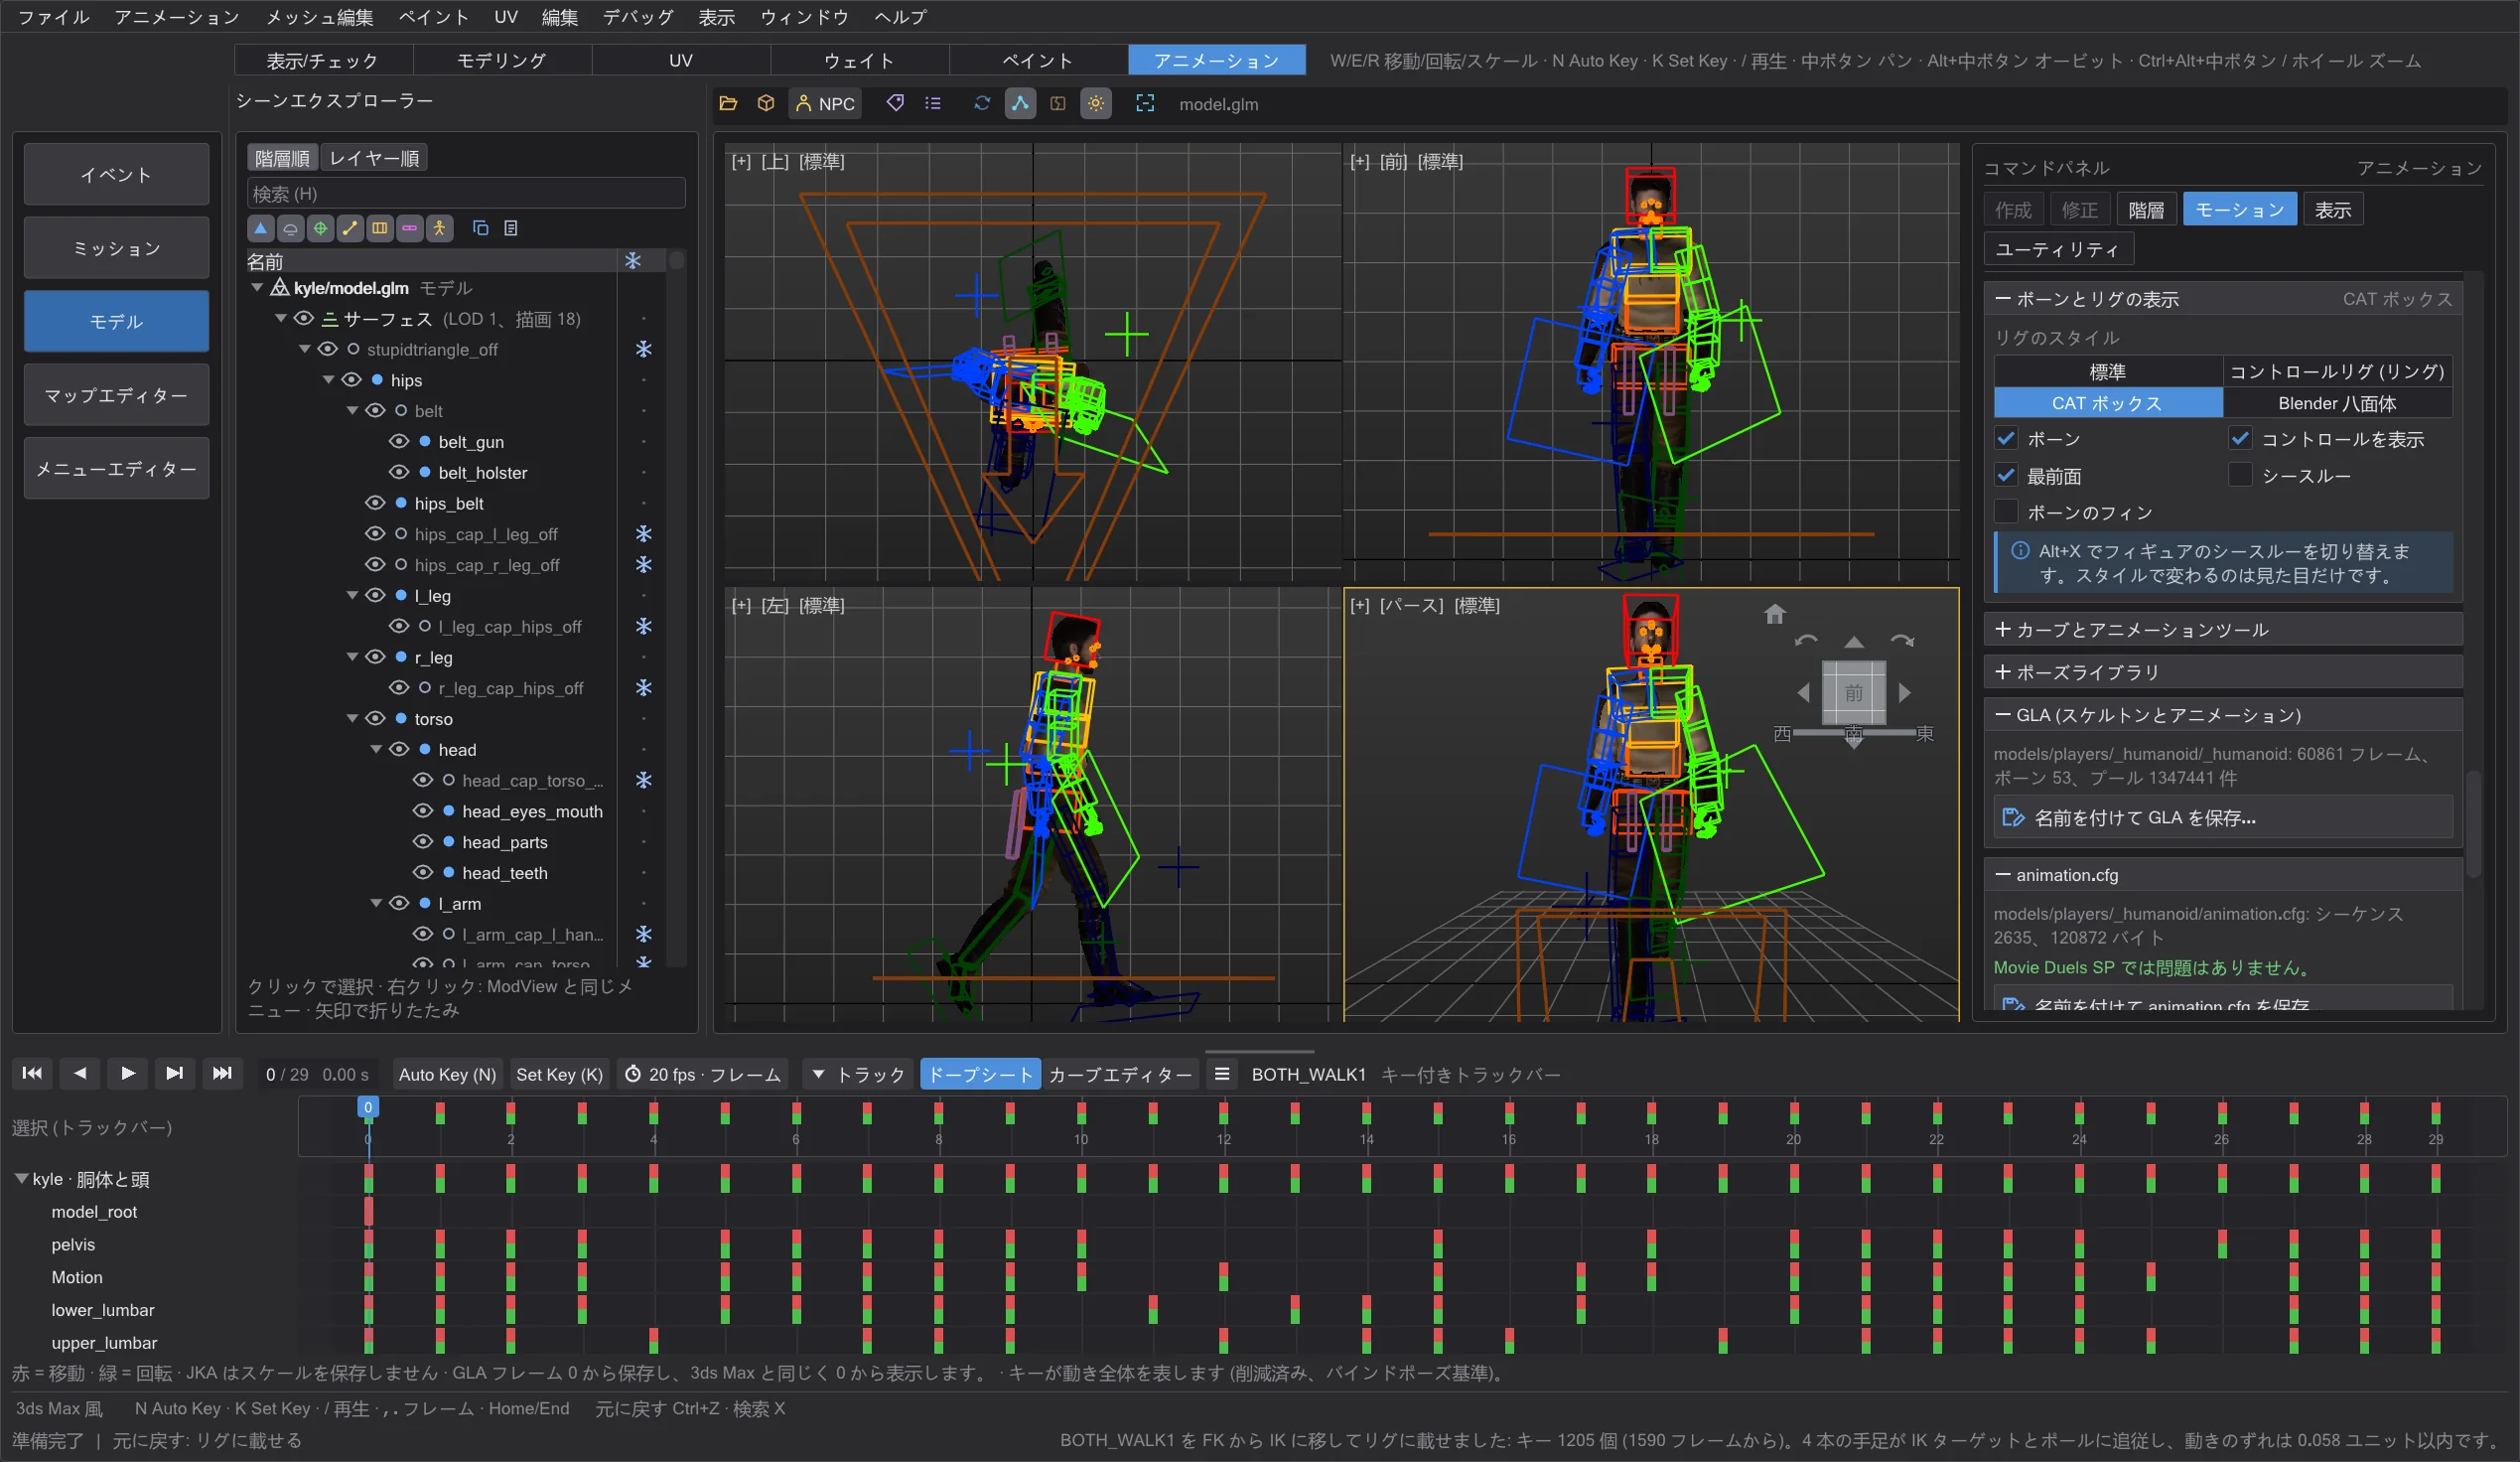 ファイル アニメーション メッシュ編集 ペイント UV 編集 デバッグ 表示 ウィンドウ ヘルプ
表示/チェック モデリング UV ウェイト ペイント アニメーション W/E/R 移動/回転/スケール · N Auto Key · K Set Key · / 再生 · 中ボタン パン · Alt+中ボタン オービット · Ctrl+Alt+中ボタン / ホイール ズーム
シーンエクスプローラー
NPC model.glm
イベント
ミッション
モデル
マップエディター
メニューエディター
階層順 レイヤー順
検索 (H)
名前
kyle/model.glm モデル
サーフェス (LOD 1、描画 18)
stupidtriangle_off
hips
belt
belt_gun
belt_holster
hips_belt
hips_cap_l_leg_off
hips_cap_r_leg_off
l_leg
l_leg_cap_hips_off
r_leg
r_leg_cap_hips_off
torso
head
head_cap_torso_...
head_eyes_mouth
head_parts
head_teeth
l_arm
l_arm_cap_l_han...
l_arm_cap_torso
クリックで選択 · 右クリック: ModView と同じメ
ニュー · 矢印で折りたたみ
[+] [上] [標準]
[+] [前] [標準]
[+] [左] [標準]
[+] [パース] [標準]
前
西 南 東
コマンドパネル アニメーション
作成 修正 階層 モーション 表示
ユーティリティ
ボーンとリグの表示 CAT ボックス
リグのスタイル
標準 コントロールリグ (リング)
CAT ボックス Blender 八面体
ボーン コントロールを表示
最前面 シースルー
ボーンのフィン
Alt+X でフィギュアのシースルーを切り替えま
す。スタイルで変わるのは見た目だけです。
カーブとアニメーションツール
ポーズライブラリ
GLA (スケルトンとアニメーション)
models/players/_humanoid/_humanoid: 60861 フレーム、
ボーン 53、プール 1347441 件
名前を付けて GLA を保存...
animation.cfg
models/players/_humanoid/animation.cfg: シーケンス
2635、120872 バイト
Movie Duels SP では問題はありません。
名前を付けて animation.cfg を保存...
0 / 29 0.00 s Auto Key (N) Set Key (K) 20 fps · フレーム トラック ドープシート カーブエディター BOTH_WALK1 キー付きトラックバー
0
選択 (トラックバー)
0 2 4 6 8 10 12 14 16 18 20 22 24 26 28 29
kyle · 胴体と頭
model_root
pelvis
Motion
lower_lumbar
upper_lumbar
赤 = 移動 · 緑 = 回転 · JKA はスケールを保存しません · GLA フレーム 0 から保存し、3ds Max と同じく 0 から表示します。 · キーが動き全体を表します (削減済み、バインドポーズ基準)。
3ds Max 風 N Auto Key · K Set Key · / 再生 · , . フレーム · Home/End 元に戻す Ctrl+Z · 検索 X
準備完了 | 元に戻す: リグに載せる
BOTH_WALK1 を FK から IK に移してリグに載せました: キー 1205 個 (1590 フレームから)。4 本の手足が IK ターゲットとポールに追従し、動きのずれは 0.058 ユニット以内です。